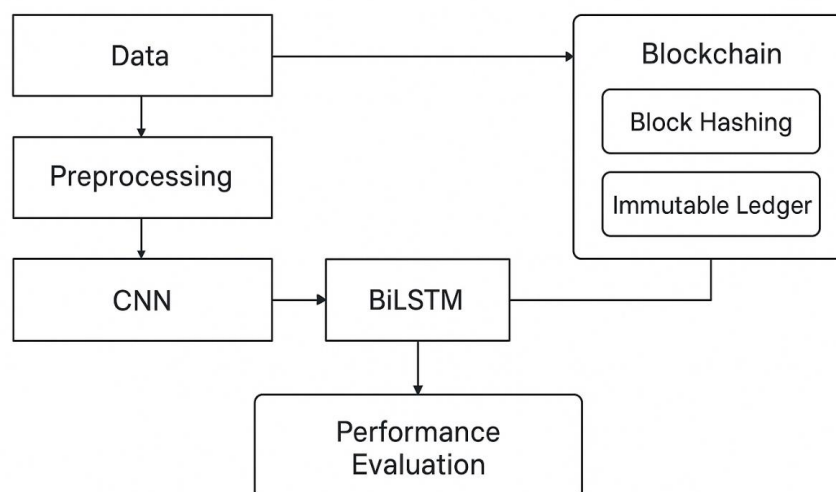 Data
Blockchain
Block Hashing
Preprocessing
Immutable Ledger
CNN
BiLSTM
Performance
Evaluation